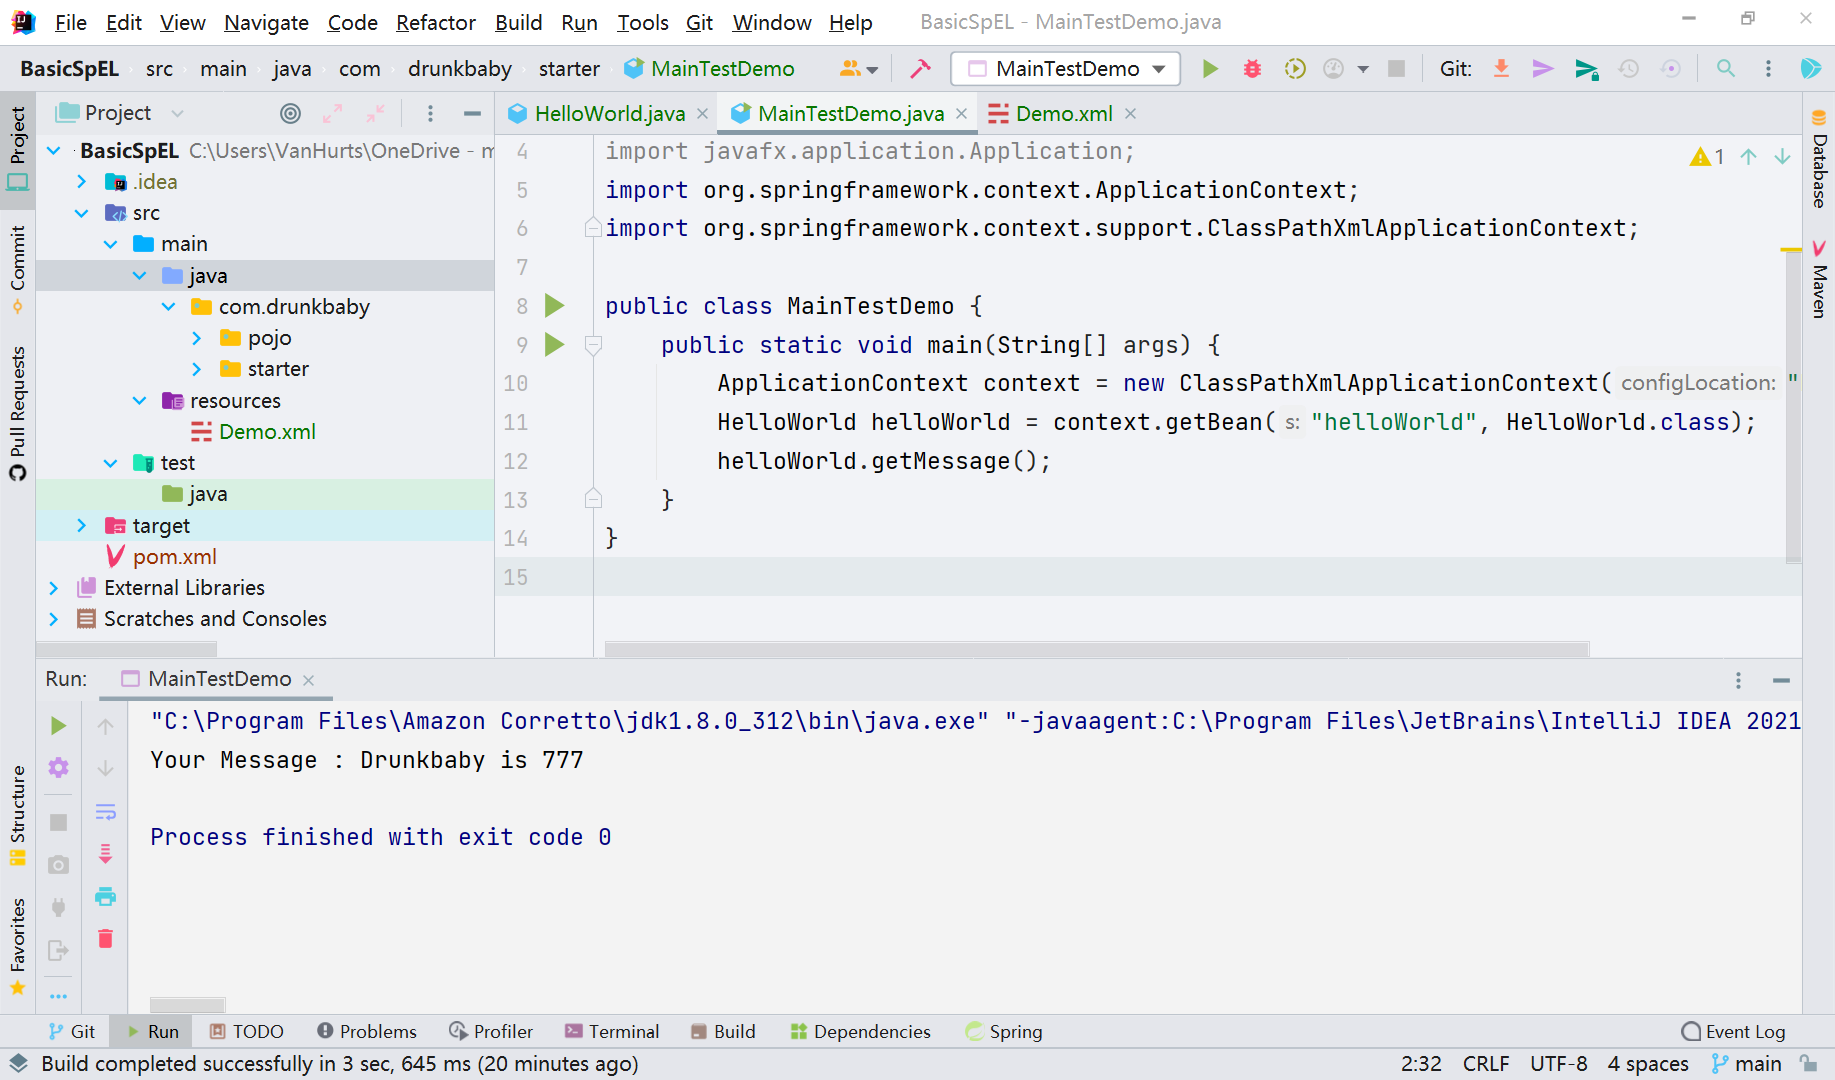 File Edit View Navigate Code Refactor Build Run Tools Git Window Help BasicSpEL - MainTestDemo.java
BasicSpEL src main java com drunkbaby starter MainTestDemo MainTestDemo Git:
Project
HelloWorld.java MainTestDemo.java Demo.xml
BasicSpEL C:\Users\VanHurts\OneDrive - m
.idea
src
main
java
com.drunkbaby
pojo
starter
resources
Demo.xml
test
java
target
pom.xml
External Libraries
Scratches and Consoles
4 import javafx.application.Application;
5 import org.springframework.context.ApplicationContext;
6 import org.springframework.context.support.ClassPathXmlApplicationContext;
7
8 public class MainTestDemo {
9 public static void main(String[] args) {
10 ApplicationContext context = new ClassPathXmlApplicationContext( configLocation: "
11 HelloWorld helloWorld = context.getBean( s: "helloWorld", HelloWorld.class);
12 helloWorld.getMessage();
13 }
14 }
15
1
Project
Commit
Pull Requests
Structure
Favorites
Database
Maven
Run: MainTestDemo
"C:\Program Files\Amazon Corretto\jdk1.8.0_312\bin\java.exe" "-javaagent:C:\Program Files\JetBrains\IntelliJ IDEA 2021
Your Message : Drunkbaby is 777
Process finished with exit code 0
Git Run TODO Problems Profiler Terminal Build Dependencies Spring Event Log
Build completed successfully in 3 sec, 645 ms (20 minutes ago) 2:32 CRLF UTF-8 4 spaces main